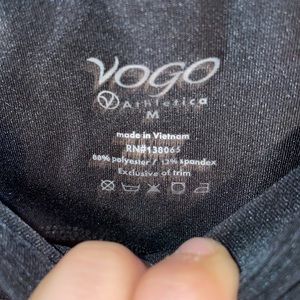 VOGO
Athletica
M
made in Vietnam
RN#138065
88% polyester / 12% spandex
Exclusive of trim